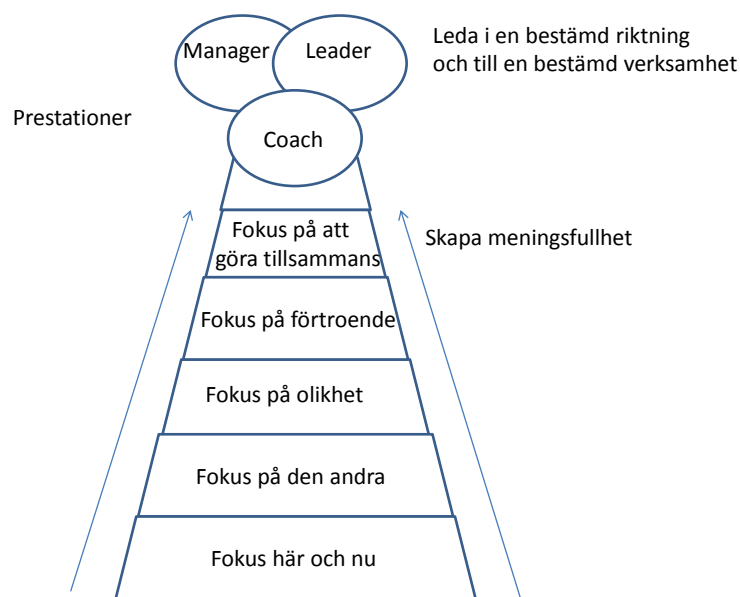 Manager
Leader
Leda i en bestämd riktning
och till en bestämd verksamhet
Prestationer
Coach
Fokus på att
göra tillsammans
Skapa meningsfullhet
Fokus på förtroende
Fokus på olikhet
Fokus på den andra
Fokus här och nu